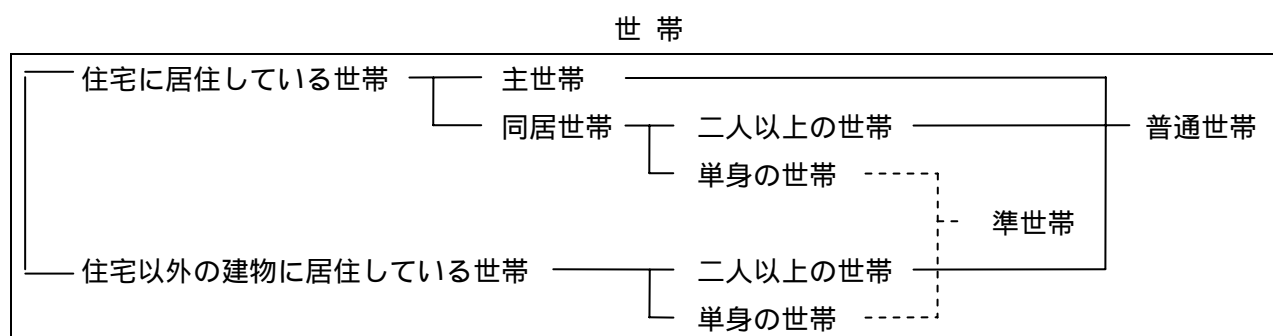 世 帯
住宅に居住している世帯 主世帯
同居世帯 二人以上の世帯 普通世帯
単身の世帯
準世帯
住宅以外の建物に居住している世帯 二人以上の世帯
単身の世帯